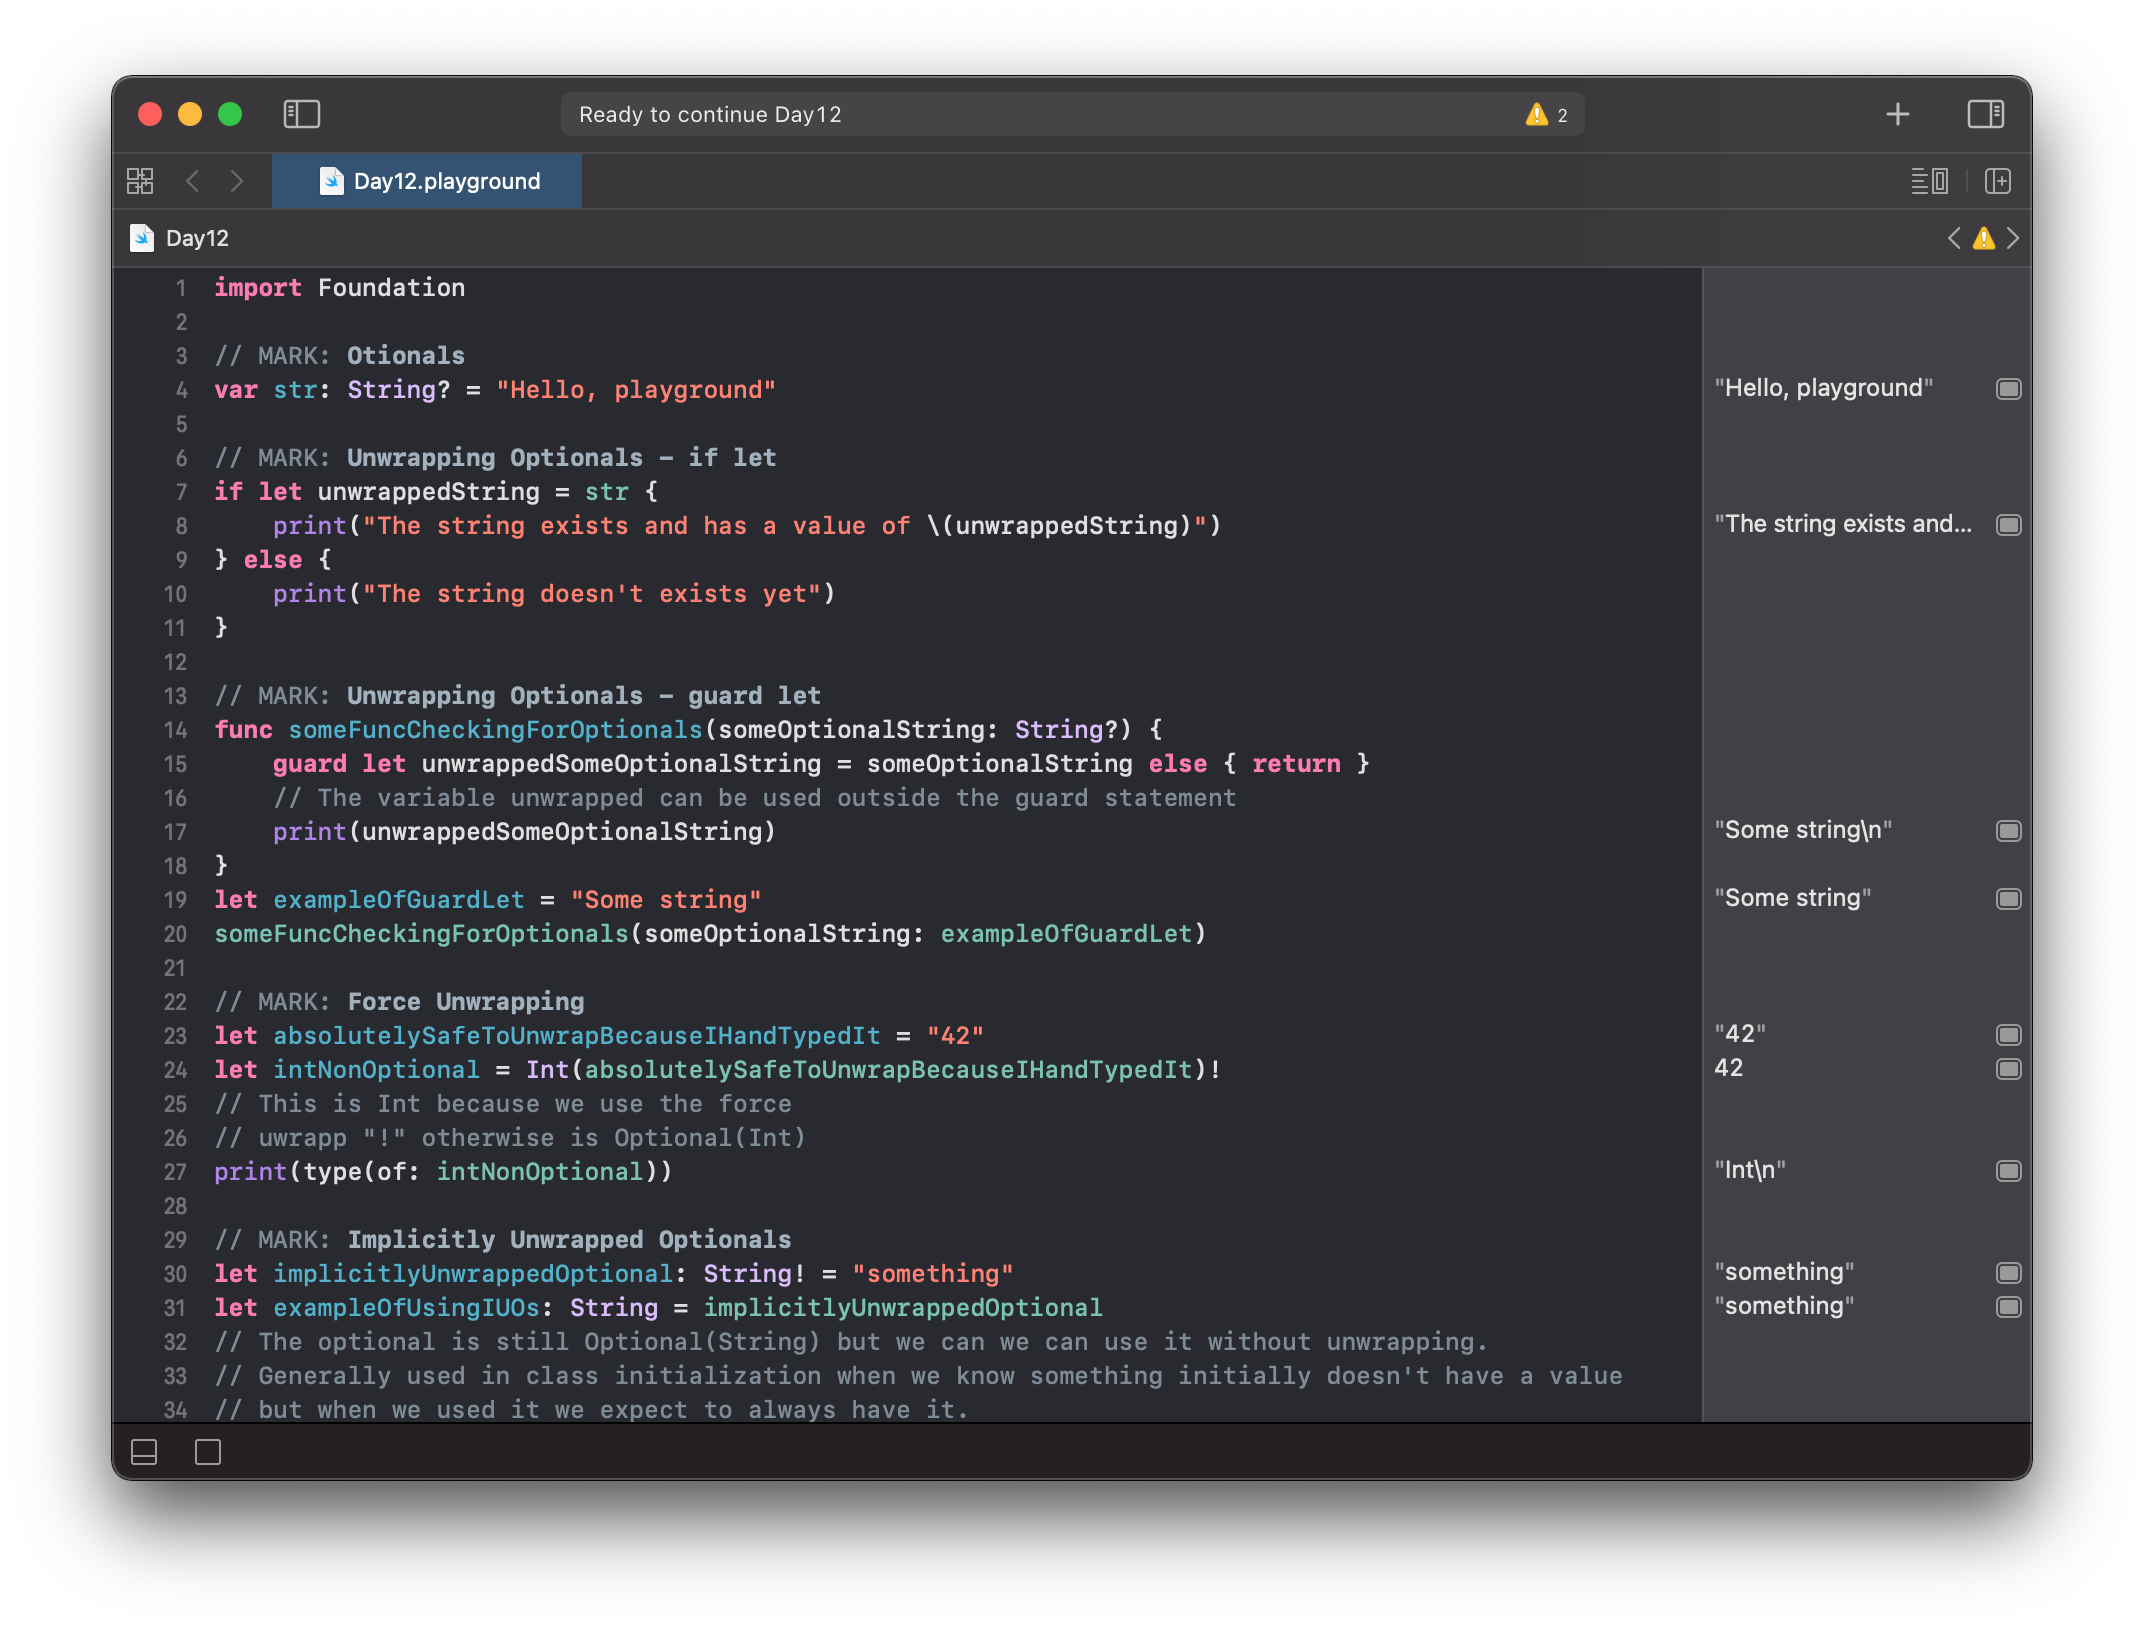 Ready to continue Day12 2
Day12.playground
Day12
1 import Foundation
2
3 // MARK: Otionals
4 var str: String? = "Hello, playground" "Hello, playground"
5
6 // MARK: Unwrapping Optionals - if let
7 if let unwrappedString = str {
8     print("The string exists and has a value of \(unwrappedString)") "The string exists and...
9 } else {
10     print("The string doesn't exists yet")
11 }
12
13 // MARK: Unwrapping Optionals - guard let
14 func someFuncCheckingForOptionals(someOptionalString: String?) {
15     guard let unwrappedSomeOptionalString = someOptionalString else { return }
16     // The variable unwrapped can be used outside the guard statement
17     print(unwrappedSomeOptionalString) "Some string\n"
18 }
19 let exampleOfGuardLet = "Some string" "Some string"
20 someFuncCheckingForOptionals(someOptionalString: exampleOfGuardLet)
21
22 // MARK: Force Unwrapping
23 let absolutelySafeToUnwrapBecauseIHandTypedIt = "42" "42"
24 let intNonOptional = Int(absolutelySafeToUnwrapBecauseIHandTypedIt)! 42
25 // This is Int because we use the force
26 // uwrapp "!" otherwise is Optional(Int)
27 print(type(of: intNonOptional)) "Int\n"
28
29 // MARK: Implicitly Unwrapped Optionals
30 let implicitlyUnwrappedOptional: String! = "something" "something"
31 let exampleOfUsingIUOs: String = implicitlyUnwrappedOptional "something"
32 // The optional is still Optional(String) but we can we can use it without unwrapping.
33 // Generally used in class initialization when we know something initially doesn't have a value
34 // but when we used it we expect to always have it.